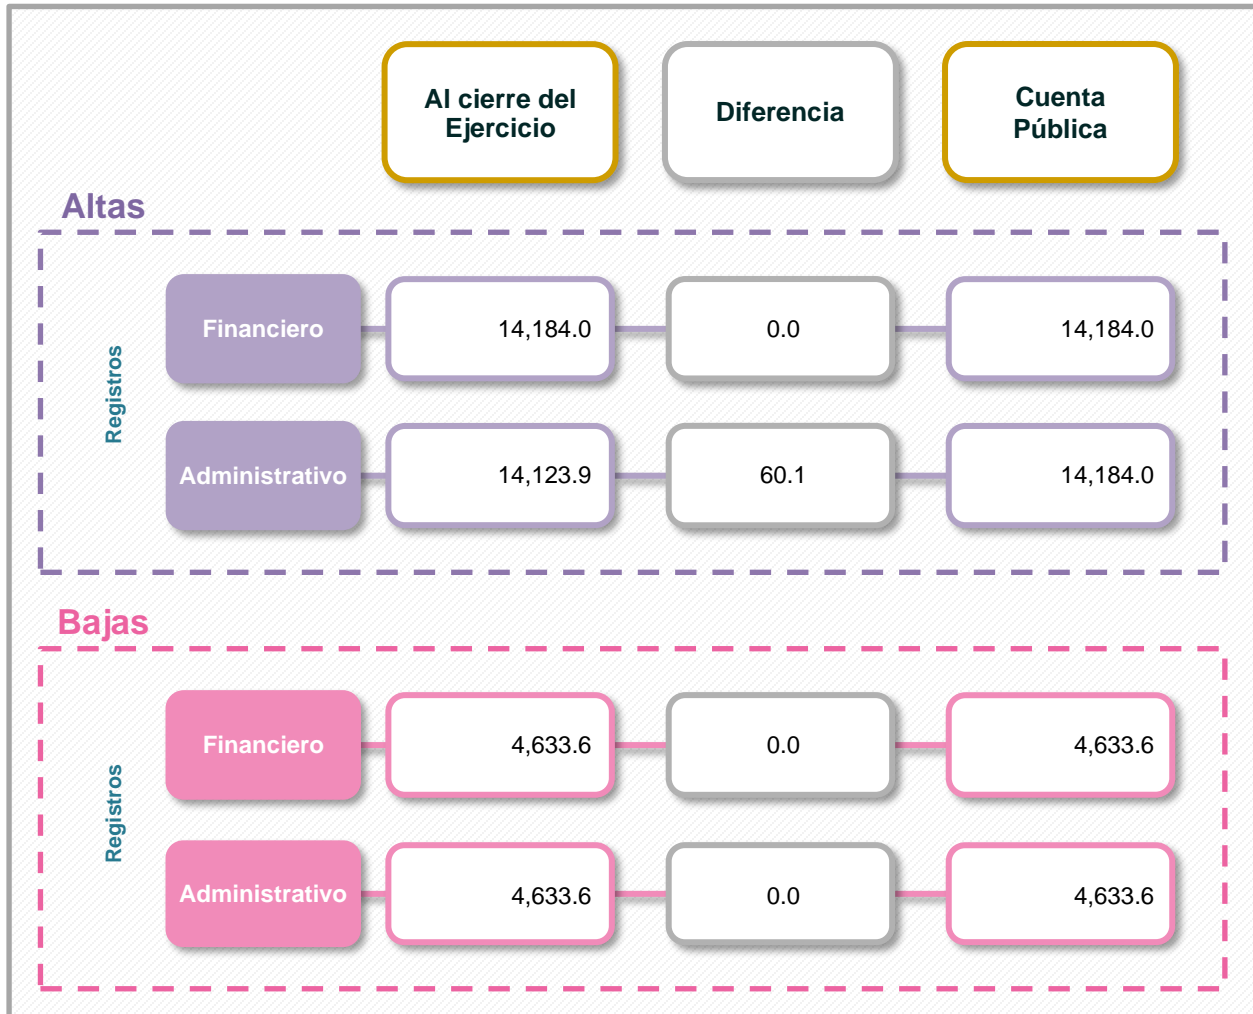 Al cierre del
Ejercicio
Diferencia
Cuenta
Pública
Altas
Registros
Financiero
14,184.0
0.0
14,184.0
Administrativo
14,123.9
60.1
14,184.0
Bajas
Registros
Financiero
4,633.6
0.0
4,633.6
Administrativo
4,633.6
0.0
4,633.6